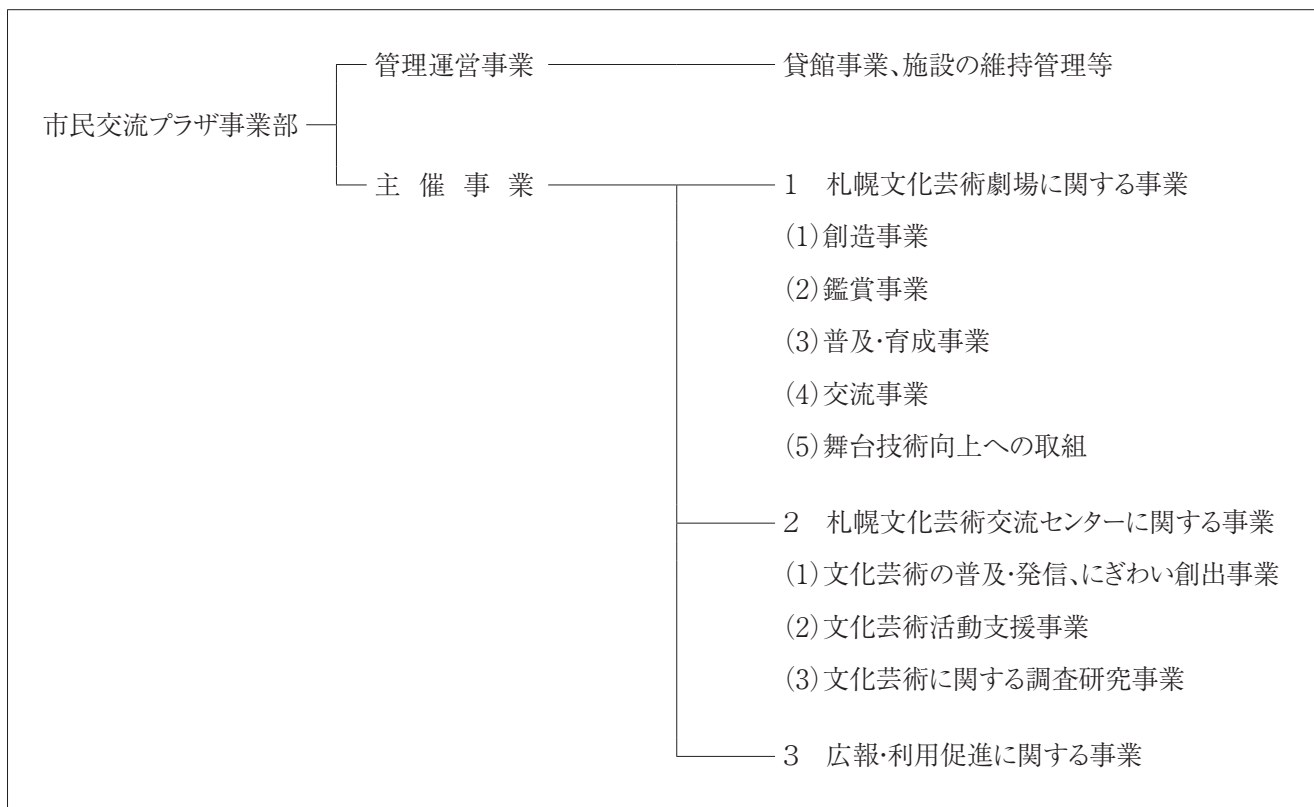 管理運営事業 貸館事業、施設の維持管理等
市民交流プラザ事業部
主催事業 1 札幌文化芸術劇場に関する事業
(1)創造事業
(2)鑑賞事業
(3)普及・育成事業
(4)交流事業
(5)舞台技術向上への取組
2 札幌文化芸術交流センターに関する事業
(1)文化芸術の普及・発信、にぎわい創出事業
(2)文化芸術活動支援事業
(3)文化芸術に関する調査研究事業
3 広報・利用促進に関する事業